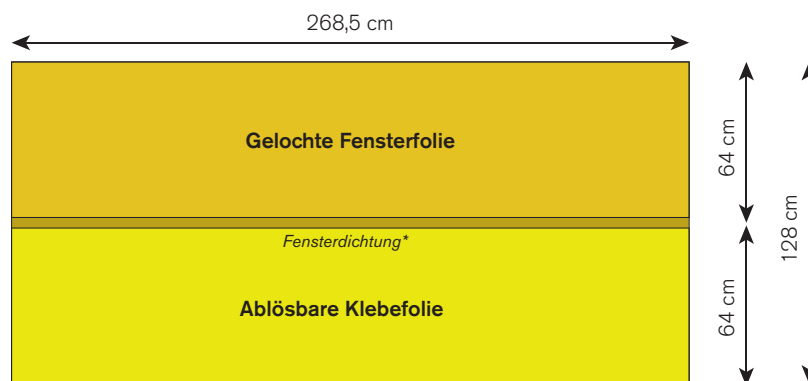 268,5 cm
Gelochte Fensterfolie
64 cm
128 cm
Fensterdichtung*
Ablösbare Klebefolie
64 cm